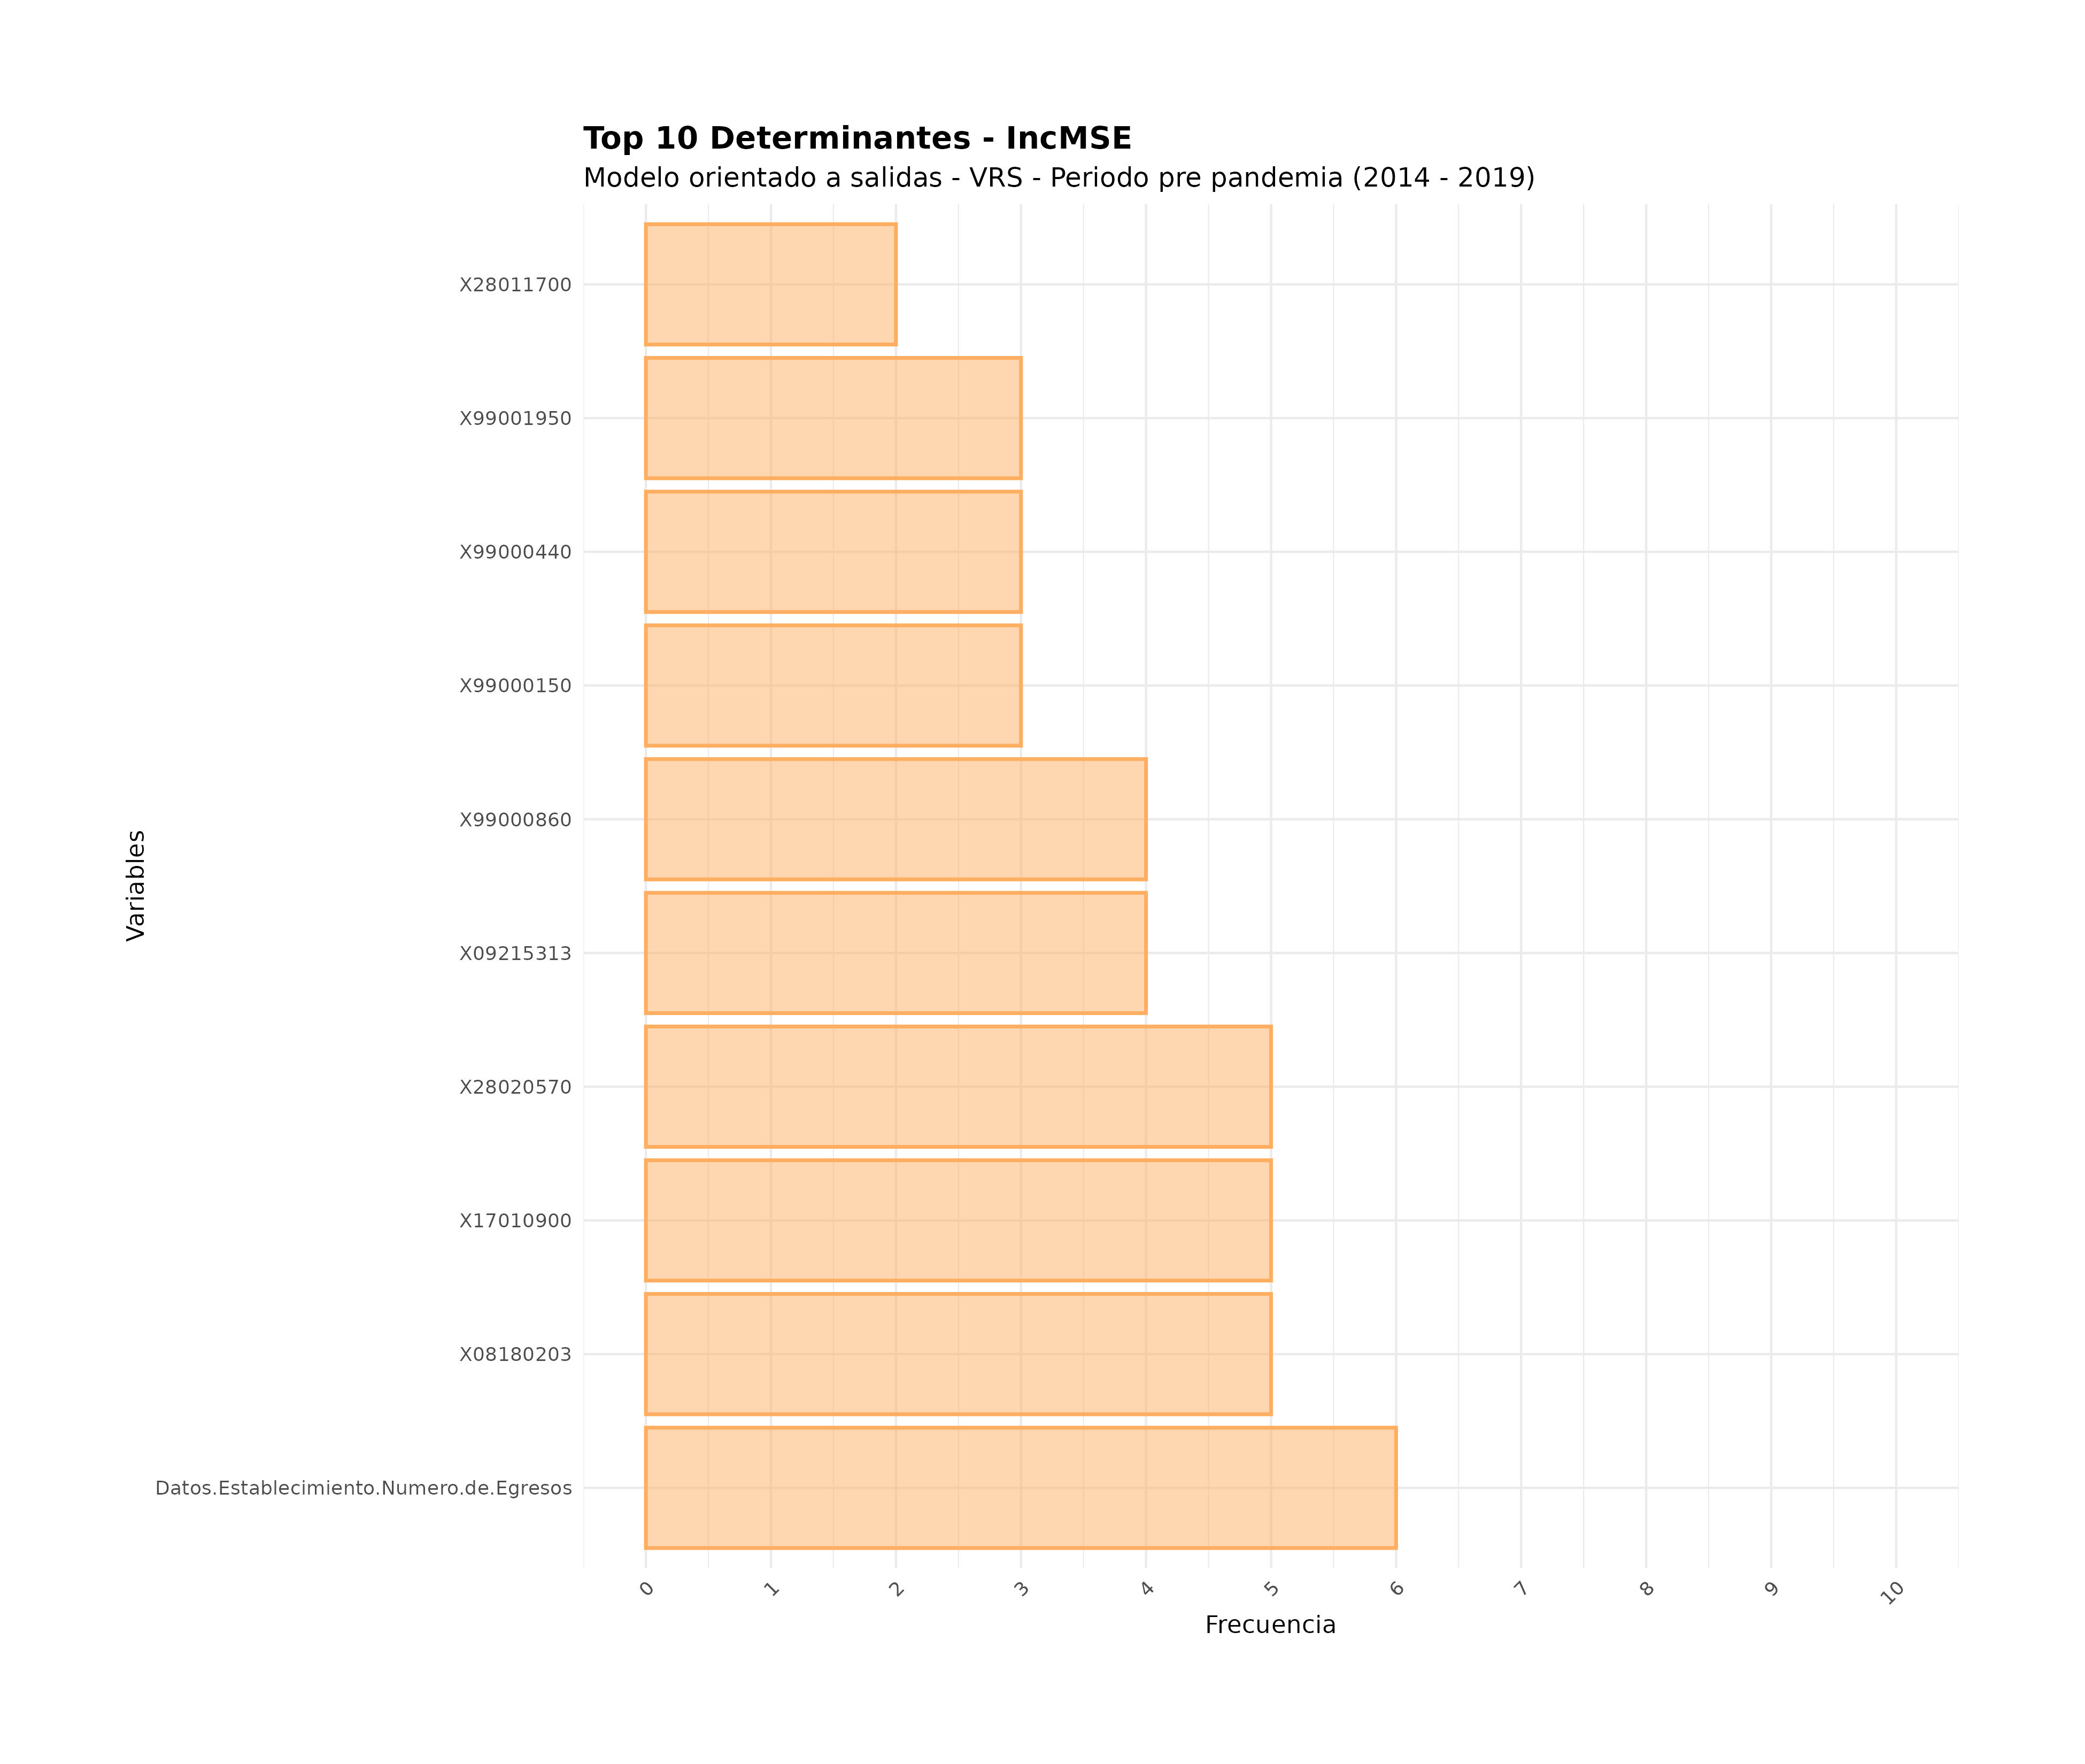 Top 10 Determinantes - IncMSE
Modelo orientado a salidas - VRS - Periodo pre pandemia (2014 - 2019)
Variables
X28011700
X99001950
X99000440
X99000150
X99000860
X09215313
X28020570
X17010900
X08180203
Datos.Establecimiento.Numero.de.Egresos
0 1 2 3 4 5 6 7 8 9 10
Frecuencia